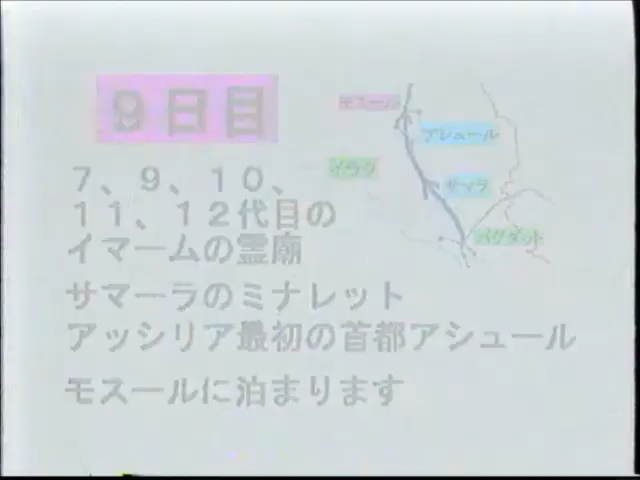 9日目
7、9、10、
11、12代目の
イマームの霊廟
サマーラのミナレット
アッシリア最初の首都アシュール
モスールに泊まります
モスール
アシュール
イラク
サマラ
バグダット